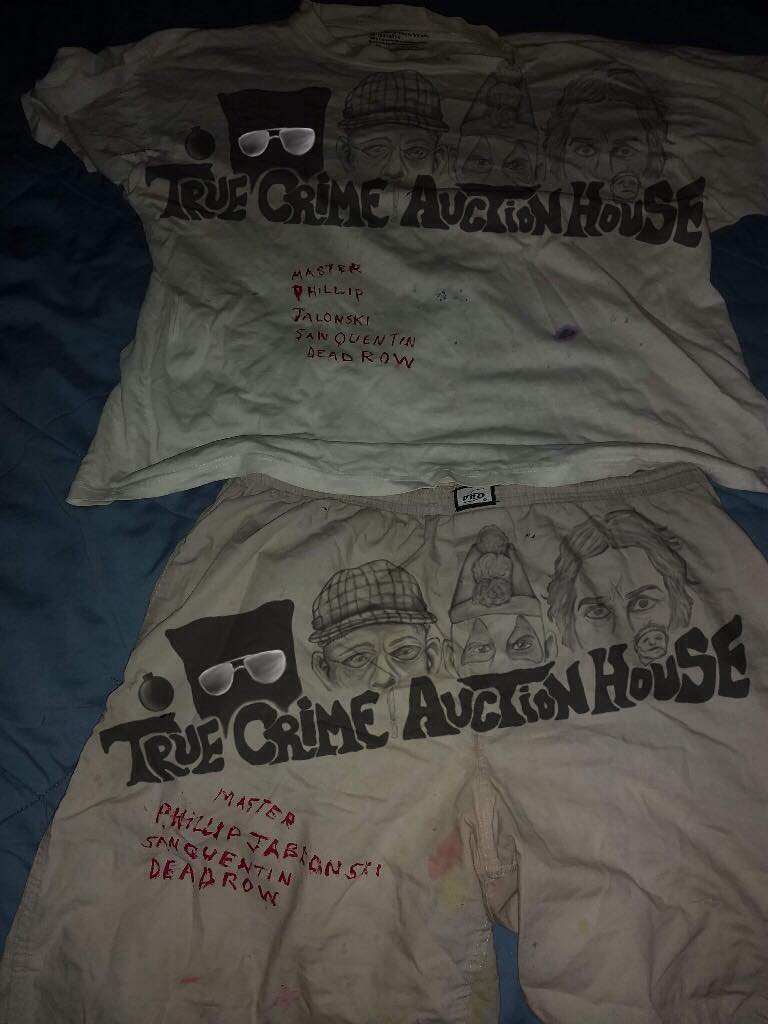 TRUE CRIME AUCTION HOUSE
MASTER
PHILLIP
JALONSKI
SAN QUENTIN
DEAD ROW
TRUE CRIME AUCTION HOUSE
MASTER
PHILLIP JABLONSKI
SAN QUENTIN
DEAD ROW